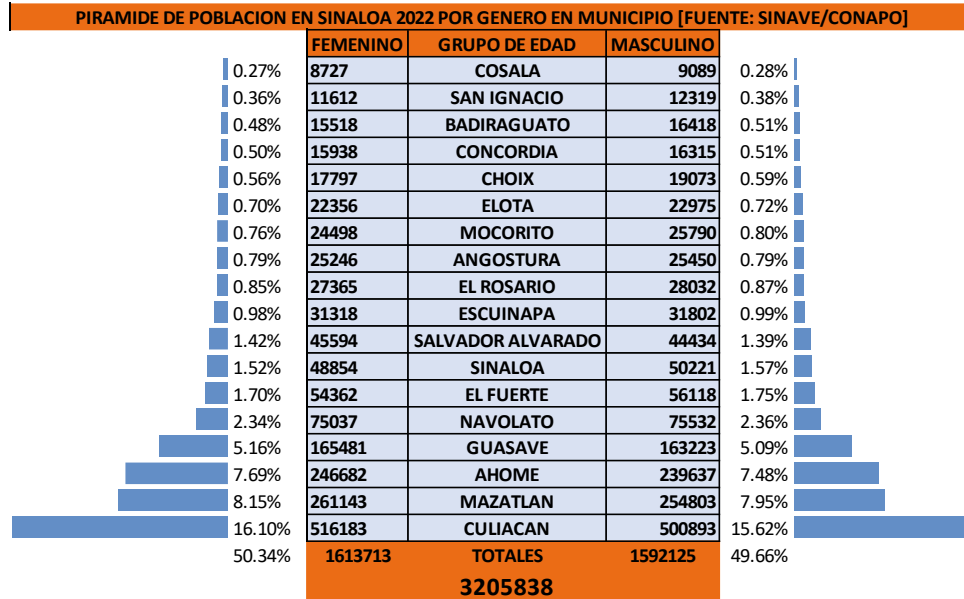 PIRAMIDE DE POBLACION EN SINALOA 2022 POR GENERO EN MUNICIPIO [FUENTE: SINAVE/CONAPO]
FEMENINO GRUPO DE EDAD MASCULINO
0.27% 8727 COSALA 9089 0.28%
0.36% 11612 SAN IGNACIO 12319 0.38%
0.48% 15518 BADIRAGUATO 16418 0.51%
0.50% 15938 CONCORDIA 16315 0.51%
0.56% 17797 CHOIX 19073 0.59%
0.70% 22356 ELOTA 22975 0.72%
0.76% 24498 MOCORITO 25790 0.80%
0.79% 25246 ANGOSTURA 25450 0.79%
0.85% 27365 EL ROSARIO 28032 0.87%
0.98% 31318 ESCUINAPA 31802 0.99%
1.42% 45594 SALVADOR ALVARADO 44434 1.39%
1.52% 48854 SINALOA 50221 1.57%
1.70% 54362 EL FUERTE 56118 1.75%
2.34% 75037 NAVOLATO 75532 2.36%
5.16% 165481 GUASAVE 163223 5.09%
7.69% 246682 AHOME 239637 7.48%
8.15% 261143 MAZATLAN 254803 7.95%
16.10% 516183 CULIACAN 500893 15.62%
50.34% 1613713 TOTALES 1592125 49.66%
3205838